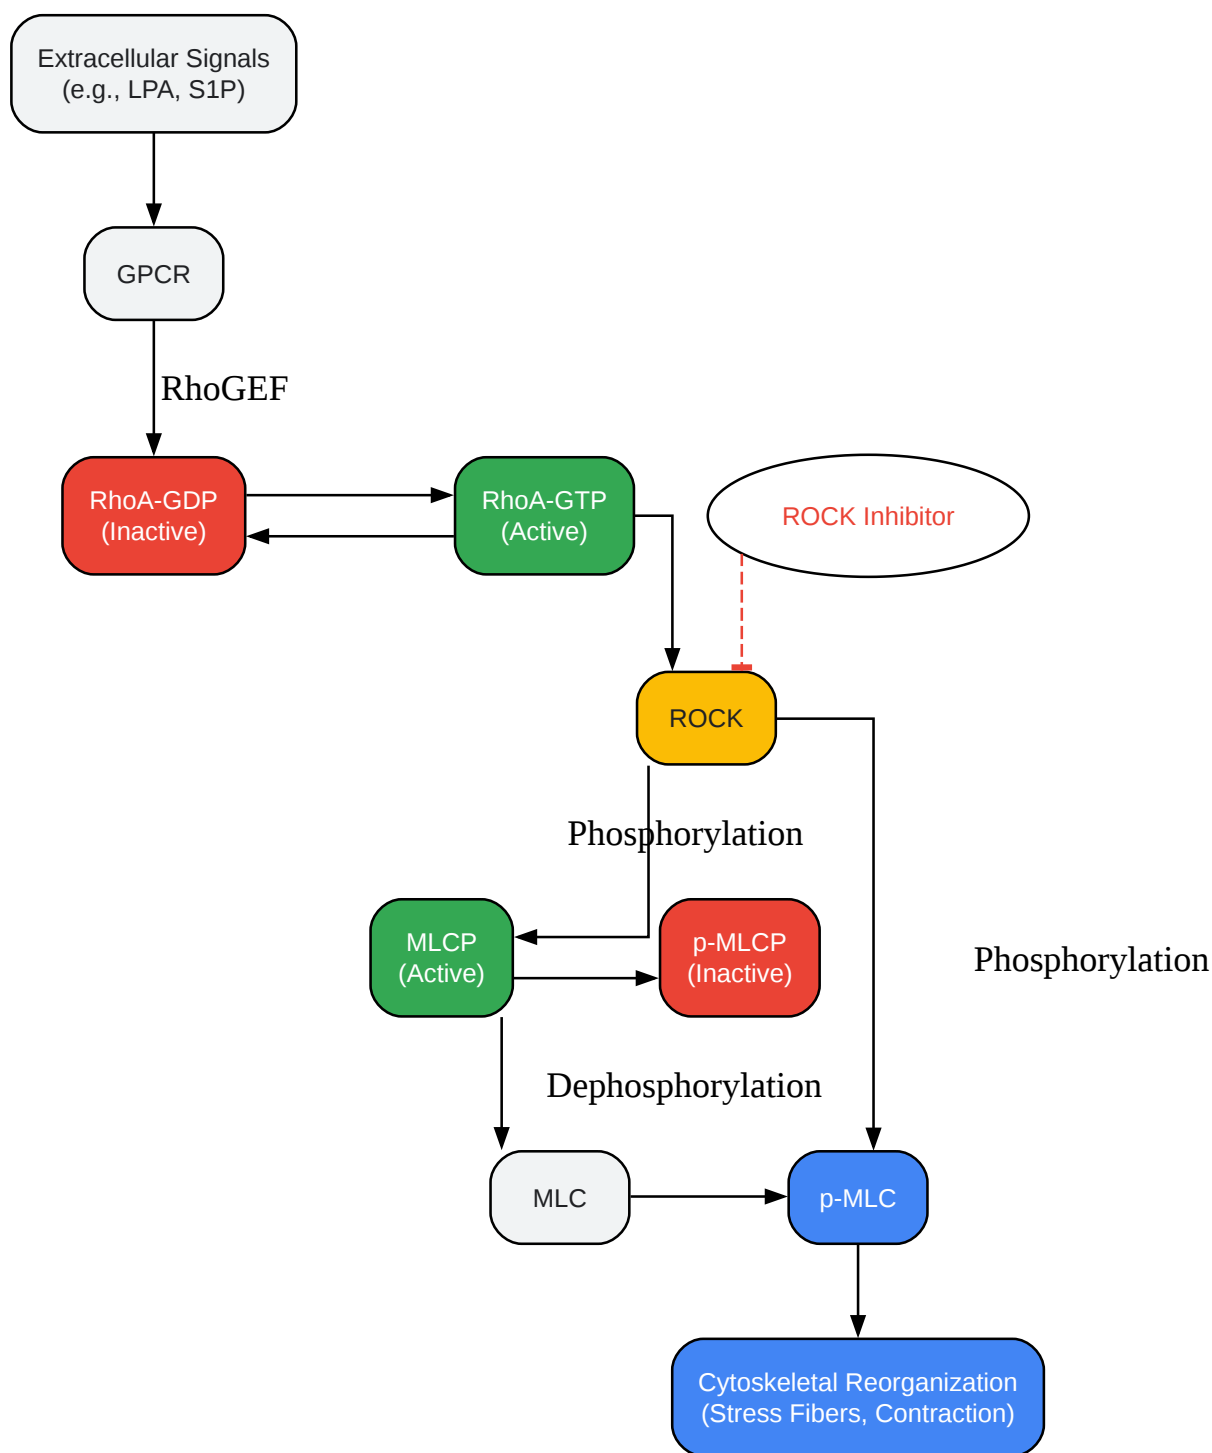 Extracellular Signals
(e.g., LPA, S1P)
GPCR
RhoGEF
RhoA-GDP
(Inactive)
RhoA-GTP
(Active)
ROCK Inhibitor
ROCK
Phosphorylation
MLCP
(Active)
p-MLCP
(Inactive)
Phosphorylation
Dephosphorylation
MLC
p-MLC
Cytoskeletal Reorganization
(Stress Fibers, Contraction)